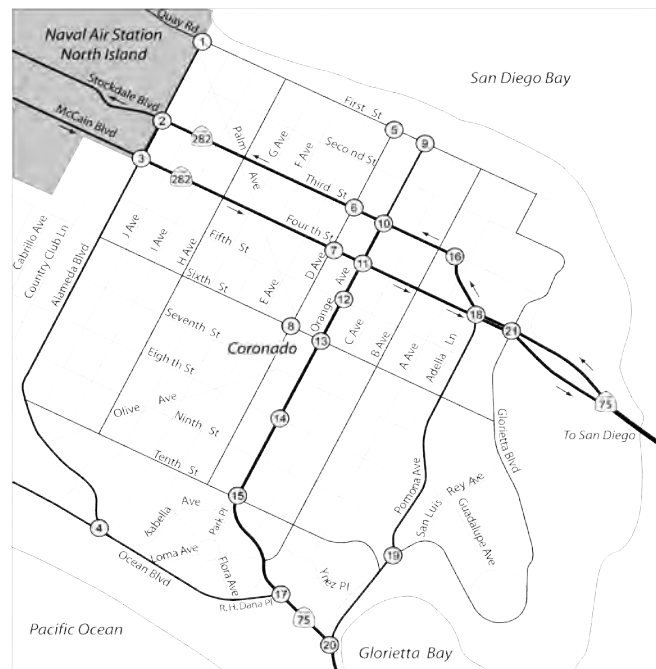 Quay Rd
Naval Air Station
North Island
1
San Diego Bay
Stockdale Blvd
McCain Blvd
2
282
3
282
First St
5
9
Palm
Ave
G Ave
F Ave
Second St
Third St
6
10
Fourth St
7
11
16
Cabrillo Ave
Country Club Ln
Alameda Blvd
J Ave
I Ave
H Ave
Fifth St
Sixth St
E Ave
D Ave
Orange Ave
12
8
13
Coronado
C Ave
B Ave
A Ave
Adella Ln
18
21
75
To San Diego
Seventh St
Eighth St
Olive Ave
Ninth St
Tenth St
14
15
Glorietta Blvd
Pomona Ave
San Luis Rey Ave
Guadalupe Ave
4
Isabella Ave
Park Pl
Loma Ave
Ocean Blvd
Flora Ave
R.H. Dana Pl
17
Ynez Pl
19
75
20
Pacific Ocean
Glorietta Bay